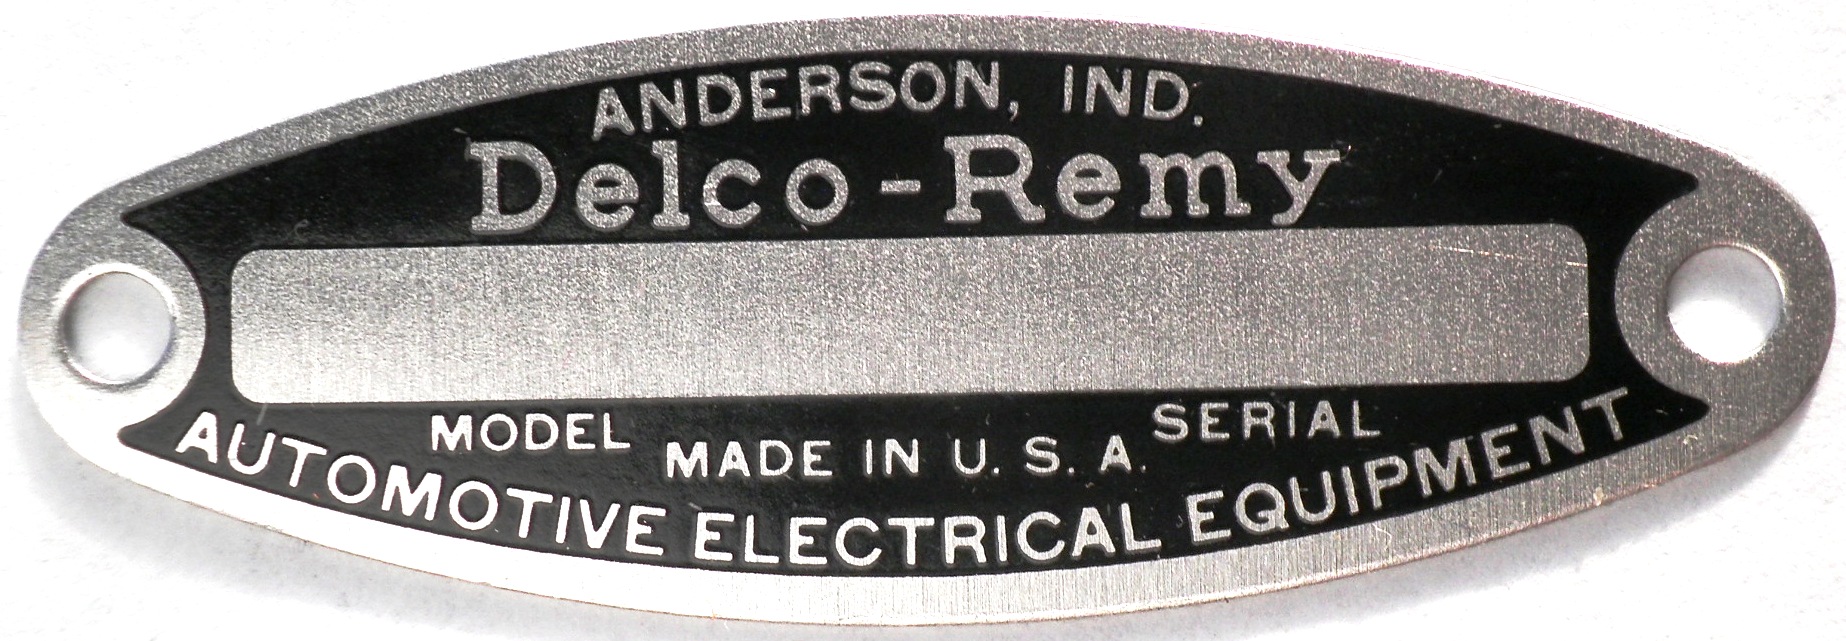 ANDERSON, IND.
Delco-Remy
MODEL SERIAL
MADE IN U. S. A.
AUTOMOTIVE ELECTRICAL EQUIPMENT